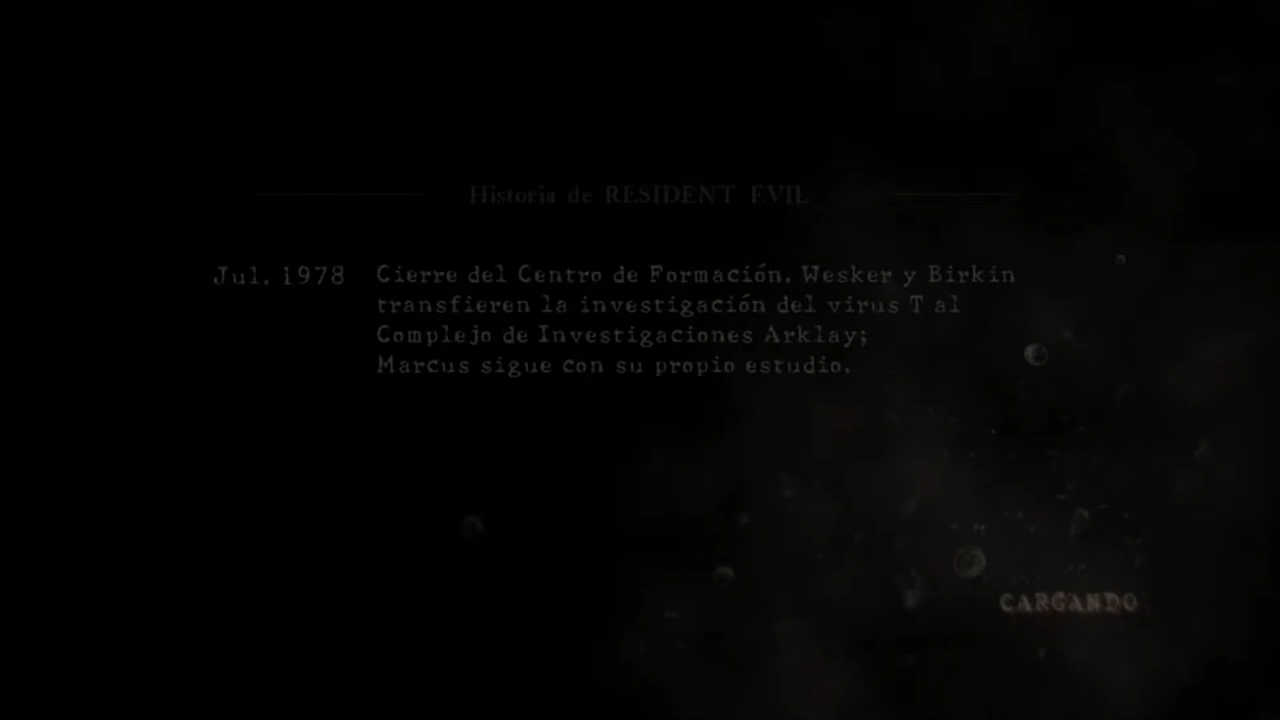 Historia de RESIDENT EVIL
Jul. 1978 Cierre del Centro de Formación. Wesker y Birkin
transfieren la investigación del virus T al
Complejo de Investigaciones Arklay;
Marcus sigue con su propio estudio.
CARGANDO